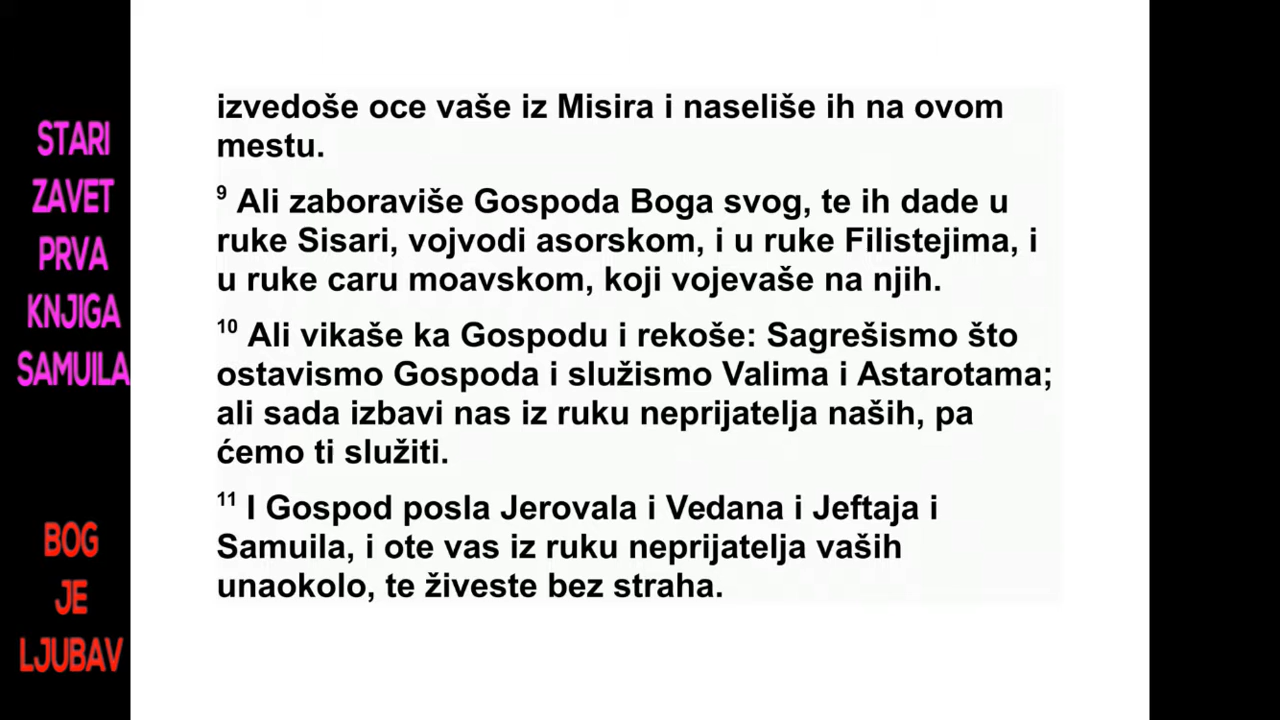 STARI
ZAVET
PRVA
KNJIGA
SAMUILA
BOG
JE
LJUBAV
izvedoše oce vaše iz Misira i naseliše ih na ovom
mestu.
9 Ali zaboraviše Gospoda Boga svog, te ih dade u
ruke Sisari, vojvodi asorskom, i u ruke Filistejima, i
u ruke caru moavskom, koji vojevaše na njih.
10 Ali vikaše ka Gospodu i rekoše: Sagrešismo što
ostavismo Gospoda i služismo Valima i Astarotama;
ali sada izbavi nas iz ruku neprijatelja naših, pa
ćemo ti služiti.
11 I Gospod posla Jerovala i Vedana i Jeftaja i
Samuila, i ote vas iz ruku neprijatelja vaših
unaokolo, te živeste bez straha.